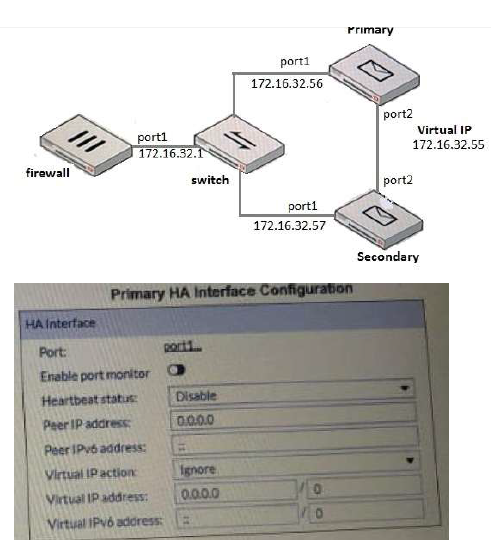 Primary
port1
172.16.32.56
port2
Virtual IP
172.16.32.55
port1
172.16.32.1
firewall
switch
port2
port1
172.16.32.57
Secondary
Primary HA Interface Configuration
HA Interface
Port: port1...
Enable port monitor
Heartbeat status: Disable
Peer IP address: 0.0.0.0
Peer IPv6 address: ::
Virtual IP action: Ignore
Virtual IP address: 0.0.0.0 / 0
Virtual IPv6 address: :: / 0